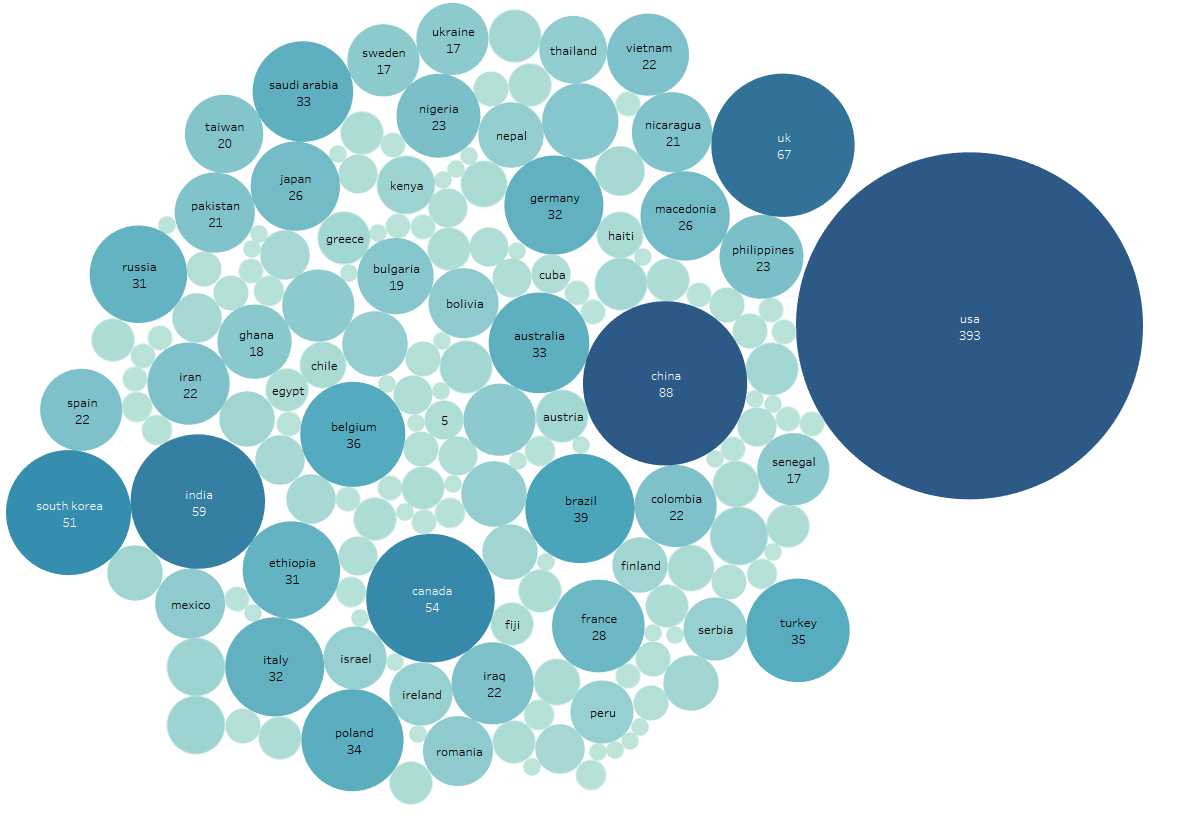 ukraine
17
sweden
17
thailand
vietnam
22
saudi arabia
33
nigeria
23
taiwan
20
nepal
nicaragua
21
uk
67
japan
26
kenya
germany
32
pakistan
21
macedonia
26
greece
haiti
philippines
23
russia
31
bulgaria
19
cuba
bolivia
usa
393
ghana
18
australia
33
chile
iran
22
egypt
china
88
spain
22
belgium
36
5
austria
senegal
17
south korea
51
india
59
brazil
39
colombia
22
ethiopia
31
finland
canada
54
mexico
fiji
france
28
serbia
turkey
35
italy
32
israel
iraq
22
ireland
peru
poland
34
romania